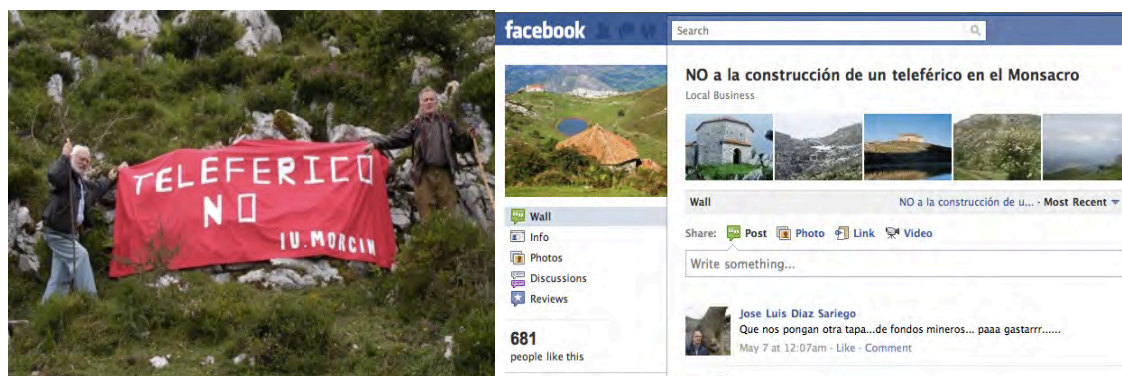 TELEFERICO
NO
IU.MORCIN
facebook
Search
NO a la construcción de un teleférico en el Monsacro
Local Business
Wall
Info
Photos
Discussions
Reviews
681
people like this
Wall NO a la construcción de u... · Most Recent
Share: Post Photo Link Video
Write something...
Jose Luis Diaz Sariego
Que nos pongan otra tapa...de fondos mineros... paaa gastarrr......
May 7 at 12:07am · Like · Comment